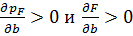 ∂p_F/∂b > 0 и ∂F/∂b > 0